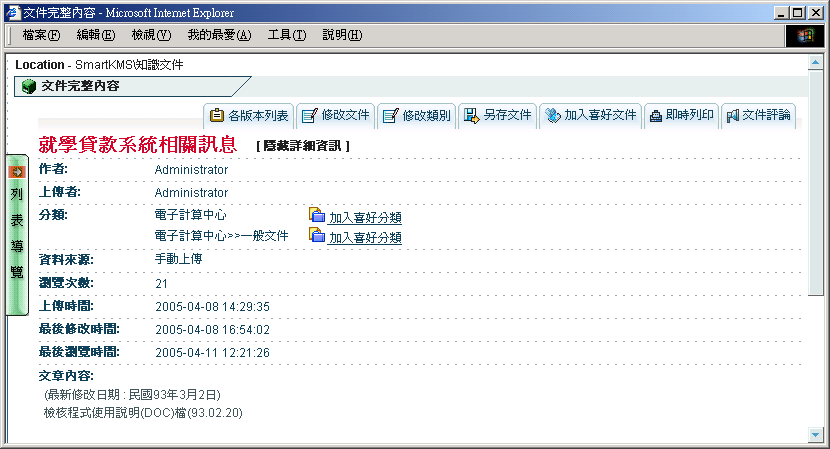 文件完整內容 - Microsoft Internet Explorer
檔案(F) 編輯(E) 檢視(V) 我的最愛(A) 工具(T) 說明(H)
Location - SmartKMS\知識文件
文件完整內容
各版本列表 修改文件 修改類別 另存文件 加入喜好文件 即時列印 文件評論
就學貸款系統相關訊息 [ 隱藏詳細資訊 ]
列表導覽
作者: Administrator
上傳者: Administrator
分類: 電子計算中心 加入喜好分類
電子計算中心>>一般文件 加入喜好分類
資料來源: 手動上傳
瀏覽次數: 21
上傳時間: 2005-04-08 14:29:35
最後修改時間: 2005-04-08 16:54:02
最後瀏覽時間: 2005-04-11 12:21:26
文章內容:
(最新修改日期 : 民國93年3月2日)
檢核程式使用說明(DOC)檔(93.02.20)